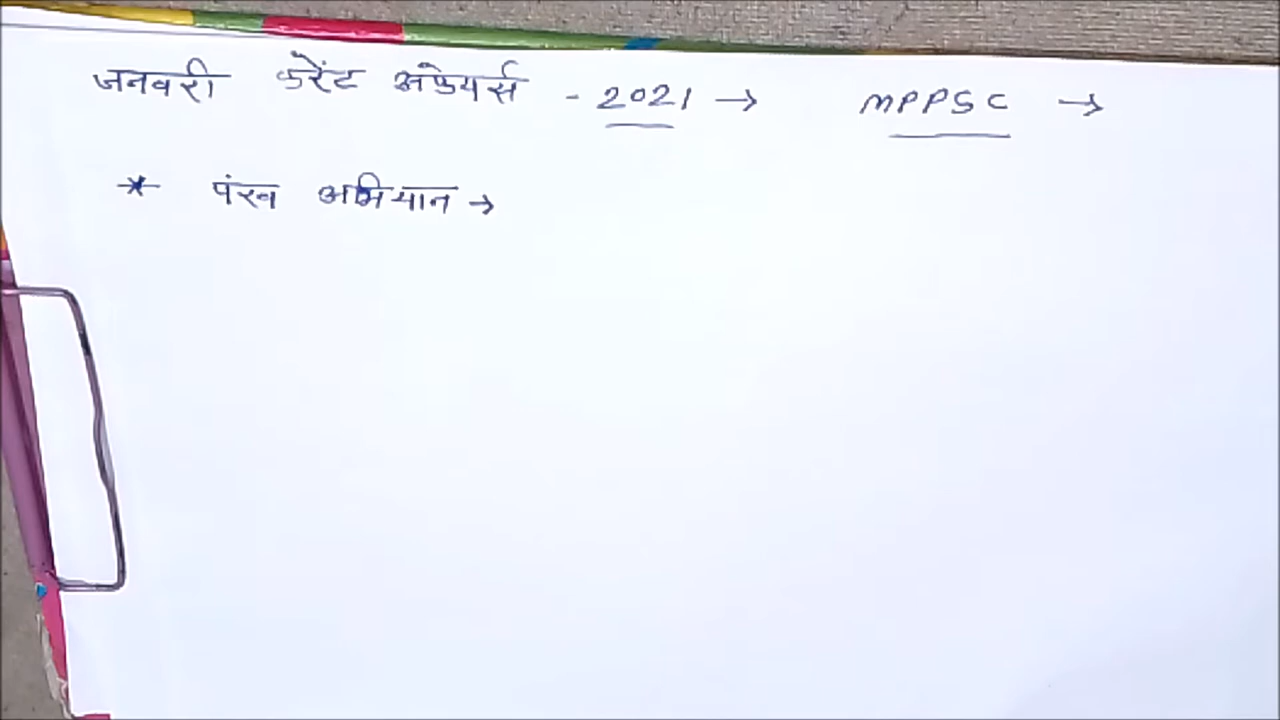 जनवरी करेंट अफेयर्स - 2021 → MPPSC →
* पंख अभियान →